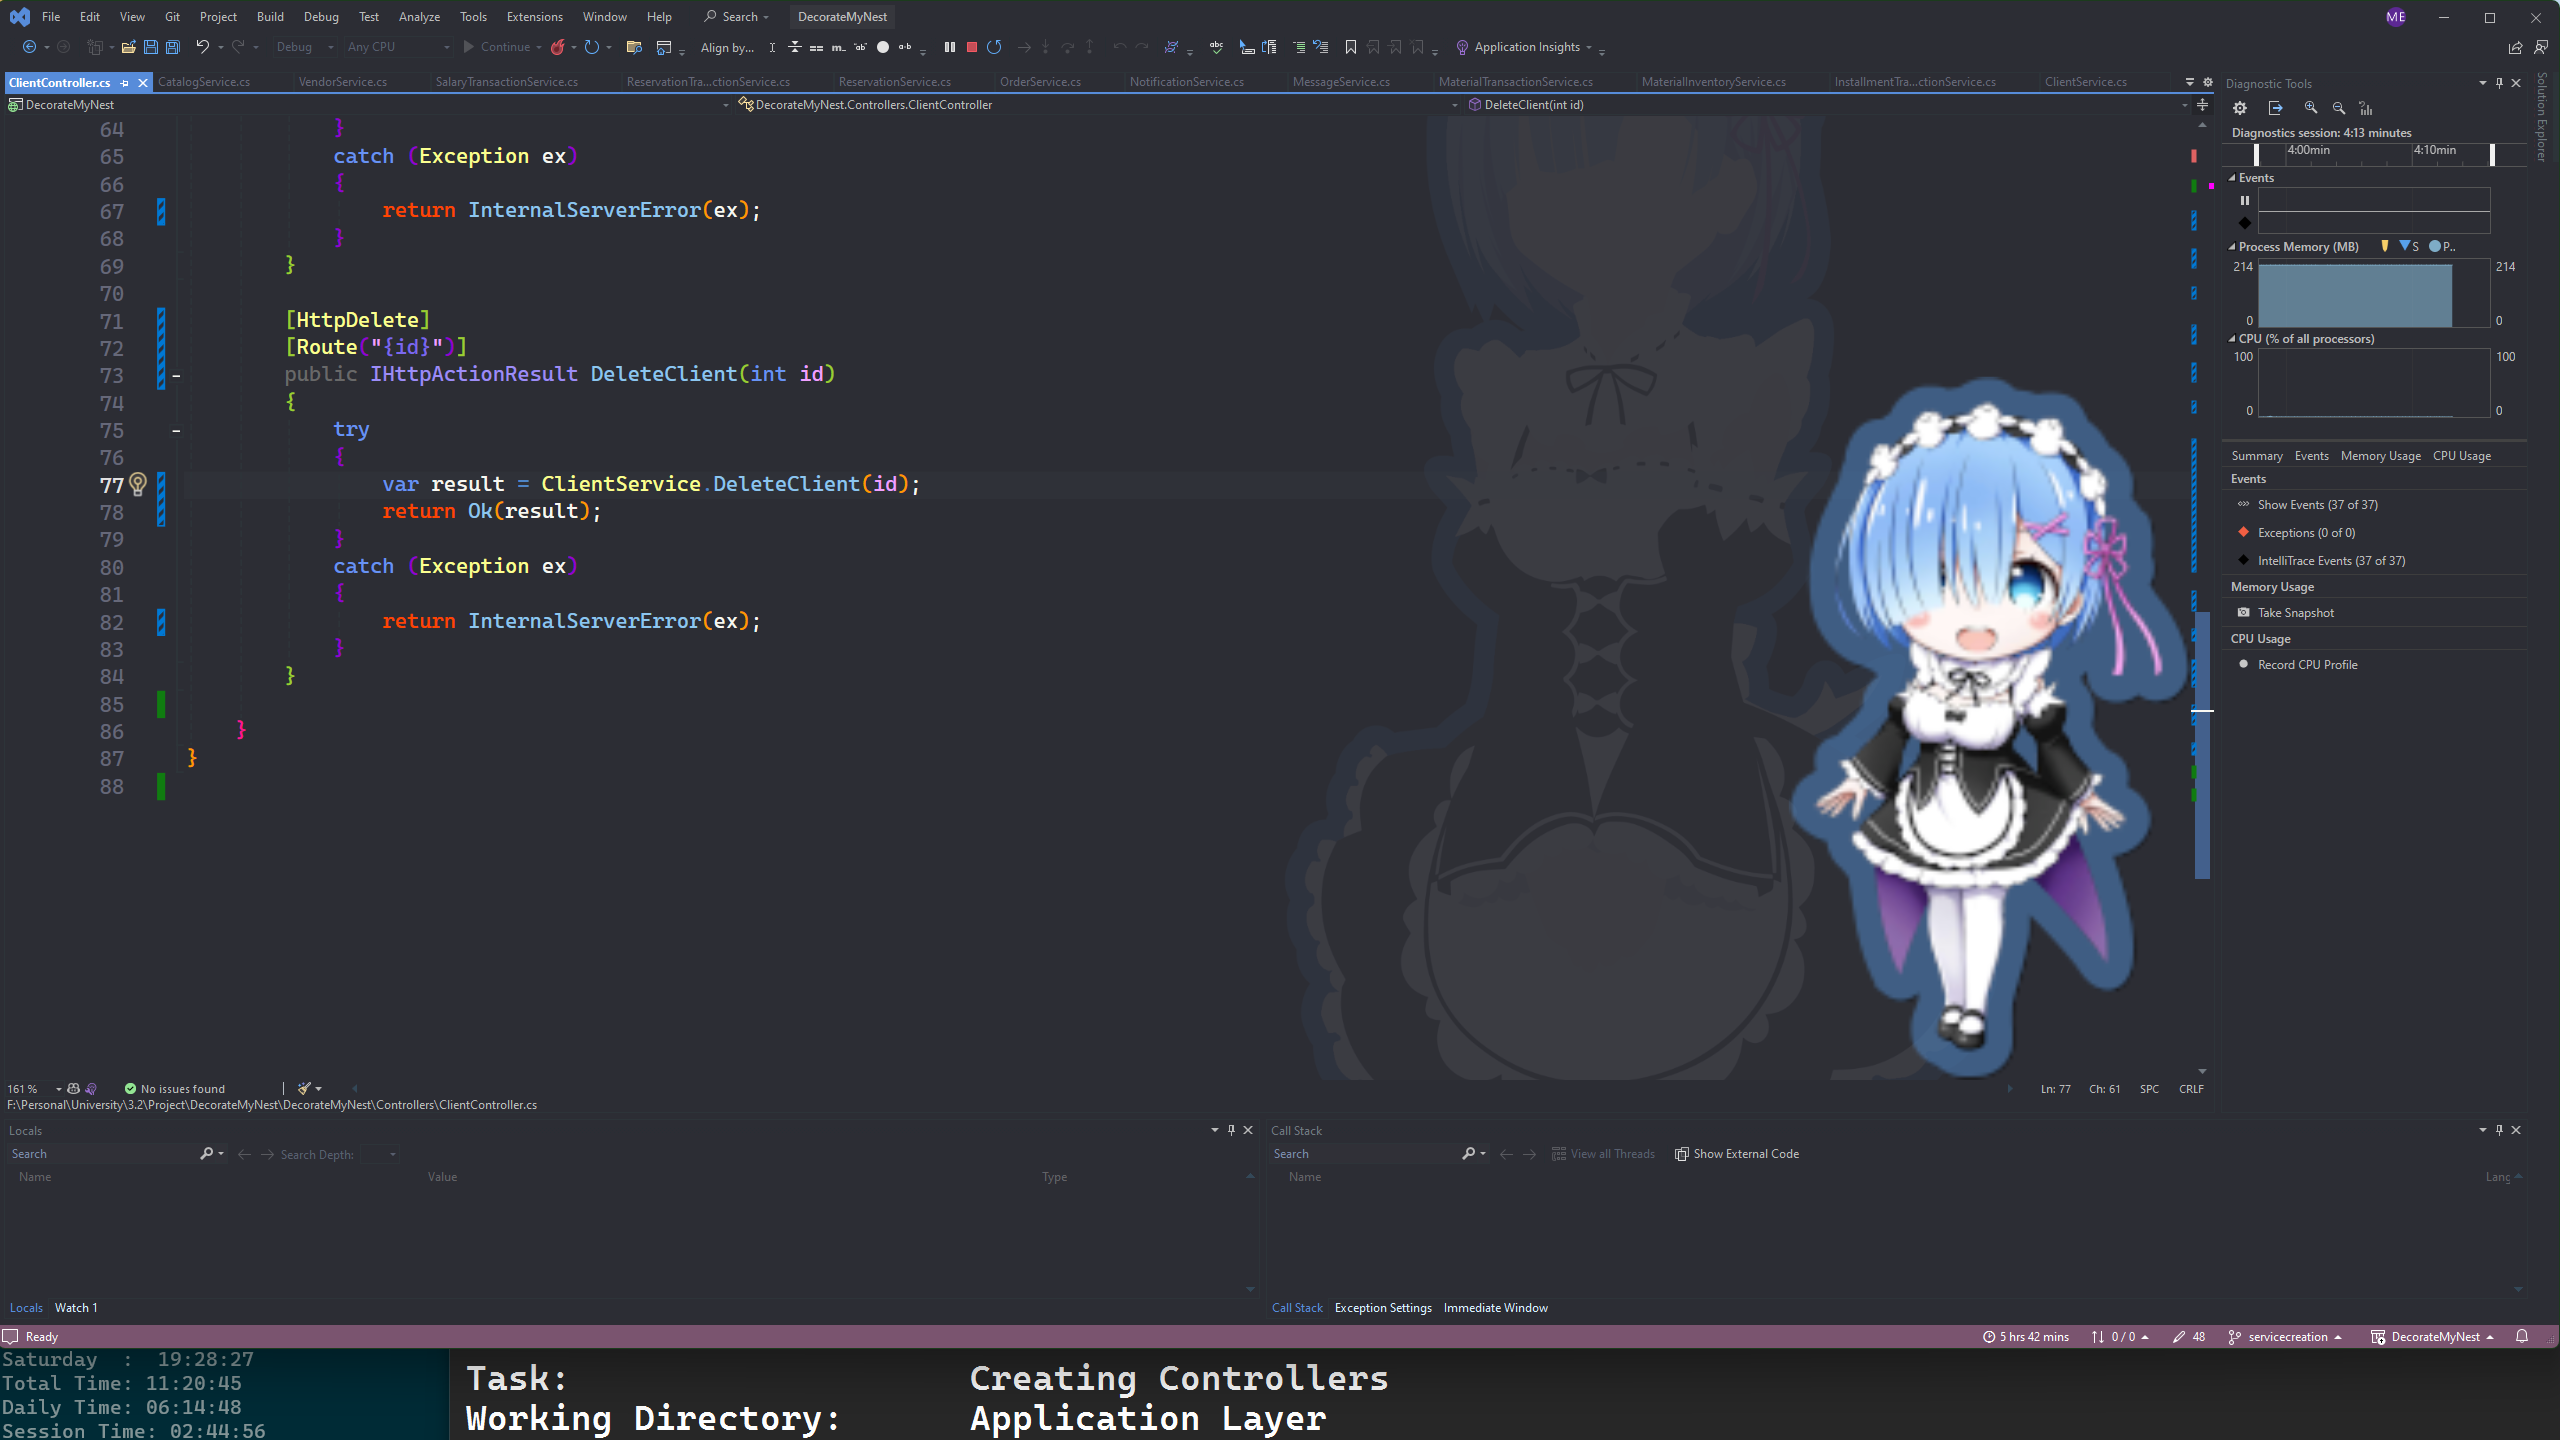 File Edit View Git Project Build Debug Test Analyze Tools Extensions Window Help Search DecorateMyNest ME
Debug Any CPU Continue Align by... Application Insights
ClientController.cs CatalogService.cs VendorService.cs SalaryTransactionService.cs ReservationTra...ctionService.cs ReservationService.cs OrderService.cs NotificationService.cs MessageService.cs MaterialTransactionService.cs MaterialInventoryService.cs InstallmentTra...ctionService.cs ClientService.cs
DecorateMyNest DecorateMyNest.Controllers.ClientController DeleteClient(int id)
64 }
65 catch (Exception ex)
66 {
67 return InternalServerError(ex);
68 }
69 }
70
71 [HttpDelete]
72 [Route("{id}")]
73 public IHttpActionResult DeleteClient(int id)
74 {
75 try
76 {
77 var result = ClientService.DeleteClient(id);
78 return Ok(result);
79 }
80 catch (Exception ex)
81 {
82 return InternalServerError(ex);
83 }
84 }
85
86 }
87 }
88
161 % No issues found Ln: 77 Ch: 61 SPC CRLF
F:\Personal\University\3.2\Project\DecorateMyNest\DecorateMyNest\Controllers\ClientController.cs
Diagnostic Tools
Diagnostics session: 4:13 minutes
4:00min 4:10min
Events
Process Memory (MB) S P..
214 214
0 0
CPU (% of all processors)
100 100
0 0
Summary Events Memory Usage CPU Usage
Events
Show Events (37 of 37)
Exceptions (0 of 0)
IntelliTrace Events (37 of 37)
Memory Usage
Take Snapshot
CPU Usage
Record CPU Profile
Solution Explorer
Locals
Search Search Depth:
Name Value Type
Locals Watch 1
Call Stack
Search View all Threads Show External Code
Name Lang
Call Stack Exception Settings Immediate Window
Ready 5 hrs 42 mins 0 / 0 48 servicecreation DecorateMyNest
Saturday : 19:28:27
Total Time: 11:20:45
Daily Time: 06:14:48
Session Time: 02:44:56
Task: Creating Controllers
Working Directory: Application Layer